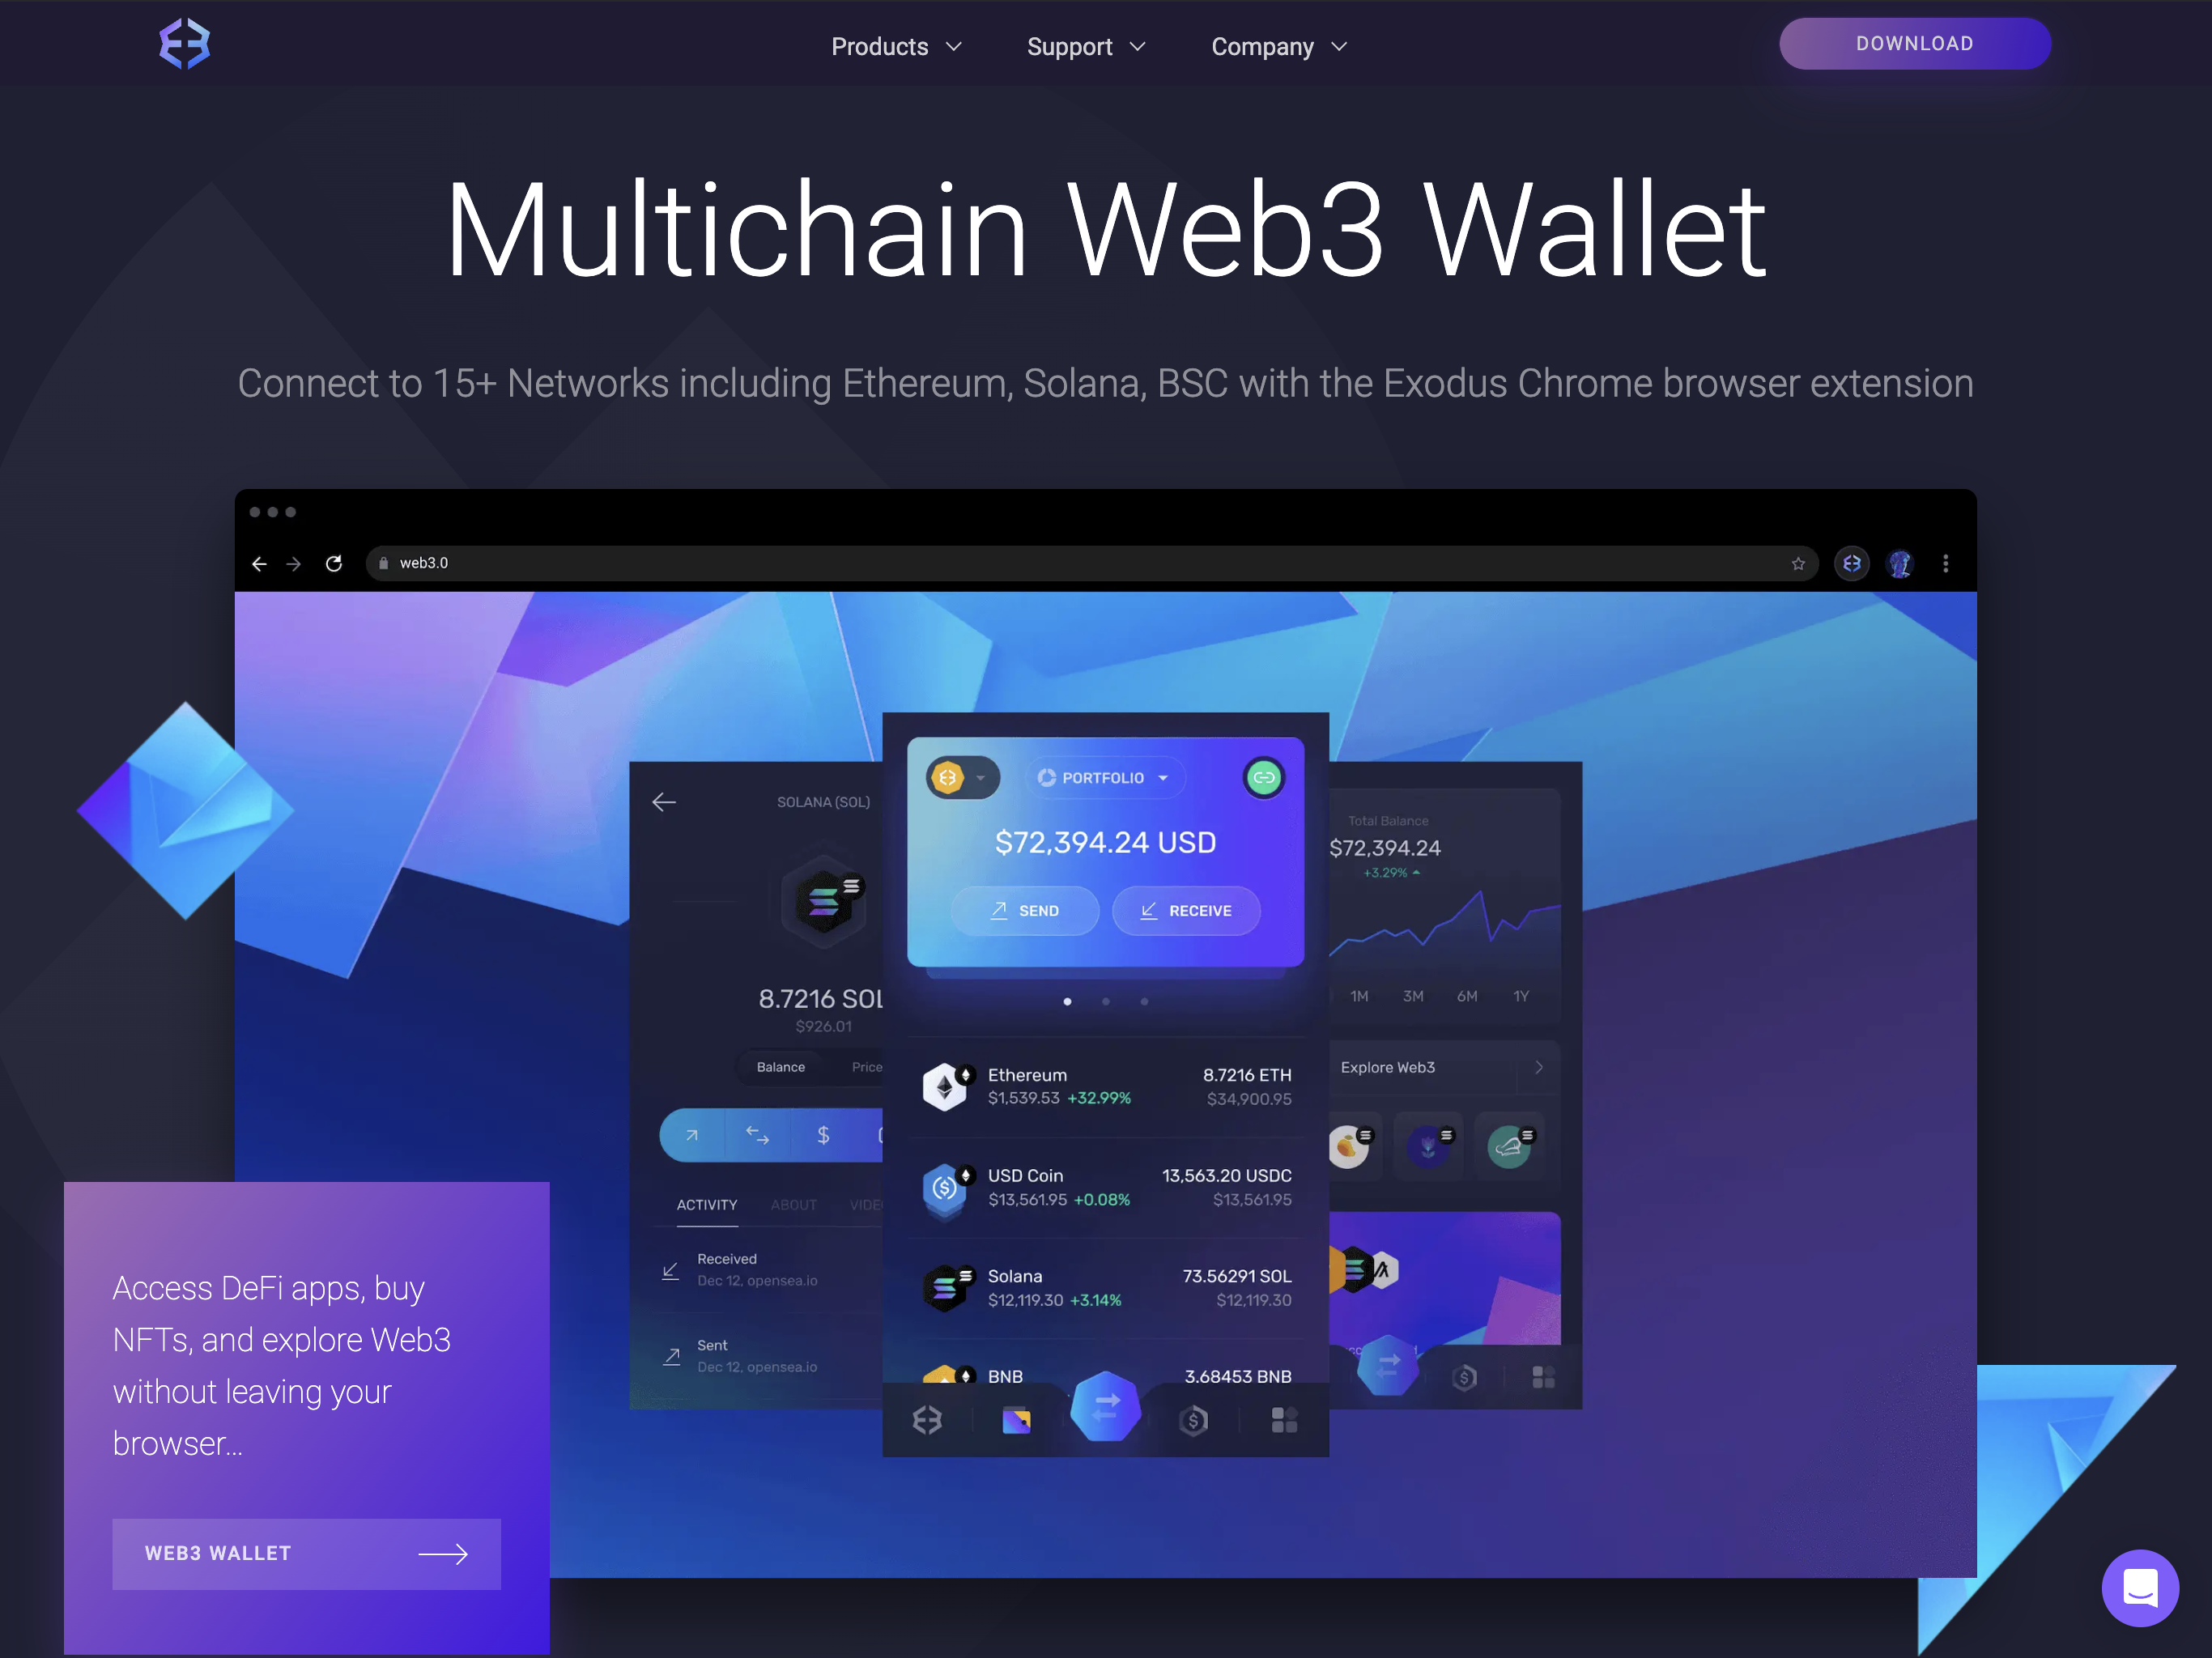 Products
Support
Company
DOWNLOAD
Multichain Web3 Wallet
Connect to 15+ Networks including Ethereum, Solana, BSC with the Exodus Chrome browser extension
web3.0
SOLANA (SOL)
8.7216 SOL
$926.01
Balance
Price
ACTIVITY
ABOUT
Received
Dec 12, opensea.io
Sent
Dec 12, opensea.io
PORTFOLIO
$72,394.24 USD
SEND
RECEIVE
Ethereum
8.7216 ETH
$1,539.53 +32.99%
$34,900.95
USD Coin
13,563.20 USDC
$13,561.95 +0.08%
$13,561.95
Solana
73.56291 SOL
$12,119.30 +3.14%
$12,119.30
BNB
3.68453 BNB
Total Balance
$72,394.24
+3.29%
1M
3M
6M
1Y
Explore Web3
Access DeFi apps, buy
NFTs, and explore Web3
without leaving your
browser...
WEB3 WALLET